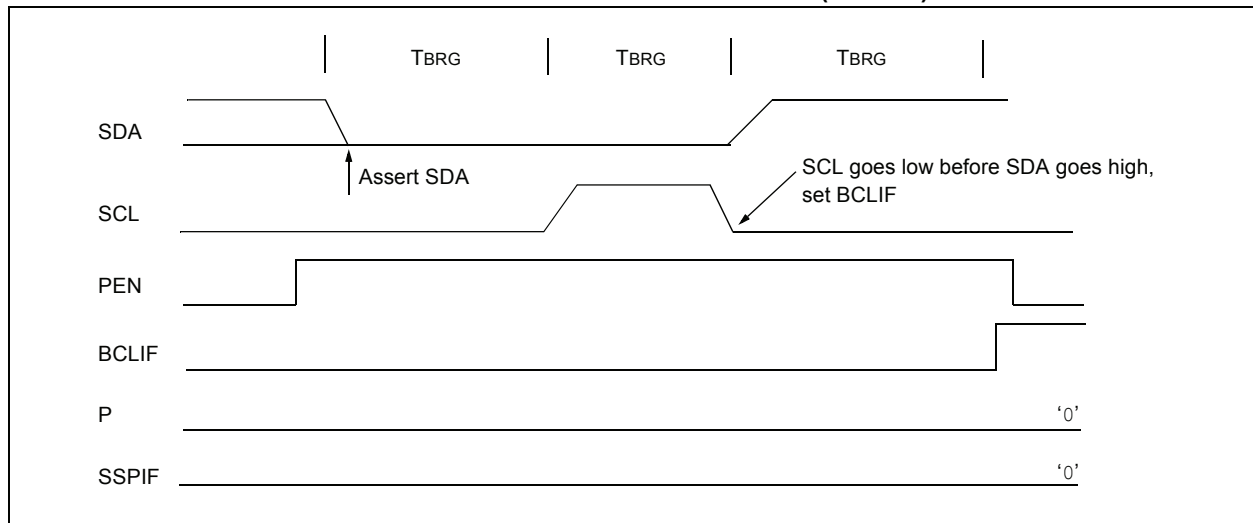 TBRG TBRG TBRG
SDA
Assert SDA
SCL goes low before SDA goes high,
set BCLIF
SCL
PEN
BCLIF
P
‘0’
SSPIF
‘0’